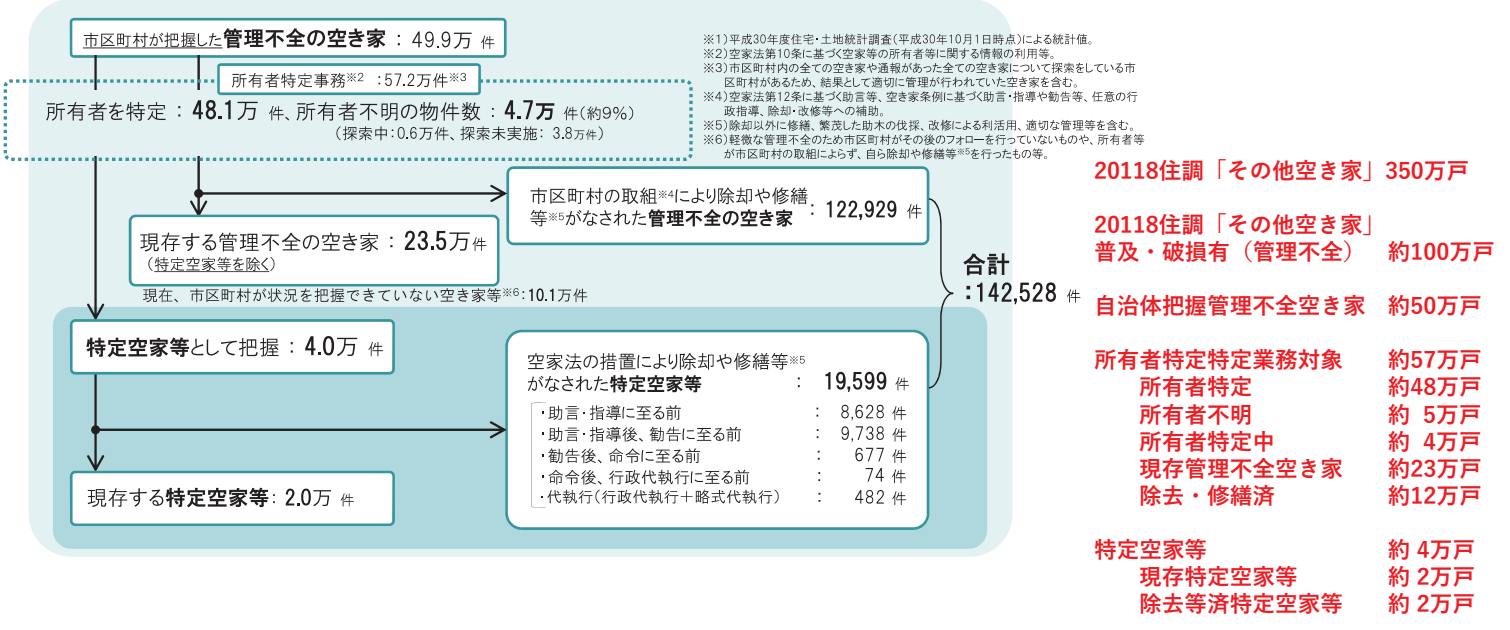 市区町村が把握した管理不全の空き家 : 49.9万 件
所有者特定事務※2 :57.2万件※3
所有者を特定 : 48.1万 件、所有者不明の物件数 : 4.7万 件(約9%)
(探索中:0.6万件、探索未実施: 3.8万件)
※1)平成30年度住宅・土地統計調査(平成30年10月1日時点)による統計値。
※2)空家法第10条に基づく空家等の所有者等に関する情報の利用等。
※3)市区町村内の全ての空き家や通報があった全ての空き家について探索をしている市
区町村があるため、結果として適切に管理が行われていた空き家を含む。
※4)空家法第12条に基づく助言等、空き家条例に基づく助言・指導や勧告等、任意の行
政指導、除却・改修等への補助。
※5)除却以外に修繕、繁茂した助木の伐採、改修による利活用、適切な管理等を含む。
※6)軽微な管理不全のため市区町村がその後のフォローを行っていないものや、所有者等
が市区町村の取組によらず、自ら除却や修繕等※5を行ったもの等。
市区町村の取組※4により除却や修繕
等※5がなされた管理不全の空き家 : 122,929 件
現存する管理不全の空き家 : 23.5万件
(特定空家等を除く)
現在、市区町村が状況を把握できていない空き家等※6:10.1万件
合計
:142,528 件
特定空家等として把握 : 4.0万 件
空家法の措置により除却や修繕等※5
がなされた特定空家等 : 19,599 件
・助言・指導に至る前 : 8,628 件
・助言・指導後、勧告に至る前 : 9,738 件
・勧告後、命令に至る前 : 677 件
・命令後、行政代執行に至る前 : 74 件
・代執行(行政代執行+略式代執行) : 482 件
現存する特定空家等: 2.0万 件
20118住調「その他空き家」350万戸
20118住調「その他空き家」
普及・破損有（管理不全） 約100万戸
自治体把握管理不全空き家 約50万戸
所有者特定特定業務対象 約57万戸
所有者特定 約48万戸
所有者不明 約 5万戸
所有者特定中 約 4万戸
現存管理不全空き家 約23万戸
除去・修繕済 約12万戸
特定空家等 約 4万戸
現存特定空家等 約 2万戸
除去等済特定空家等 約 2万戸